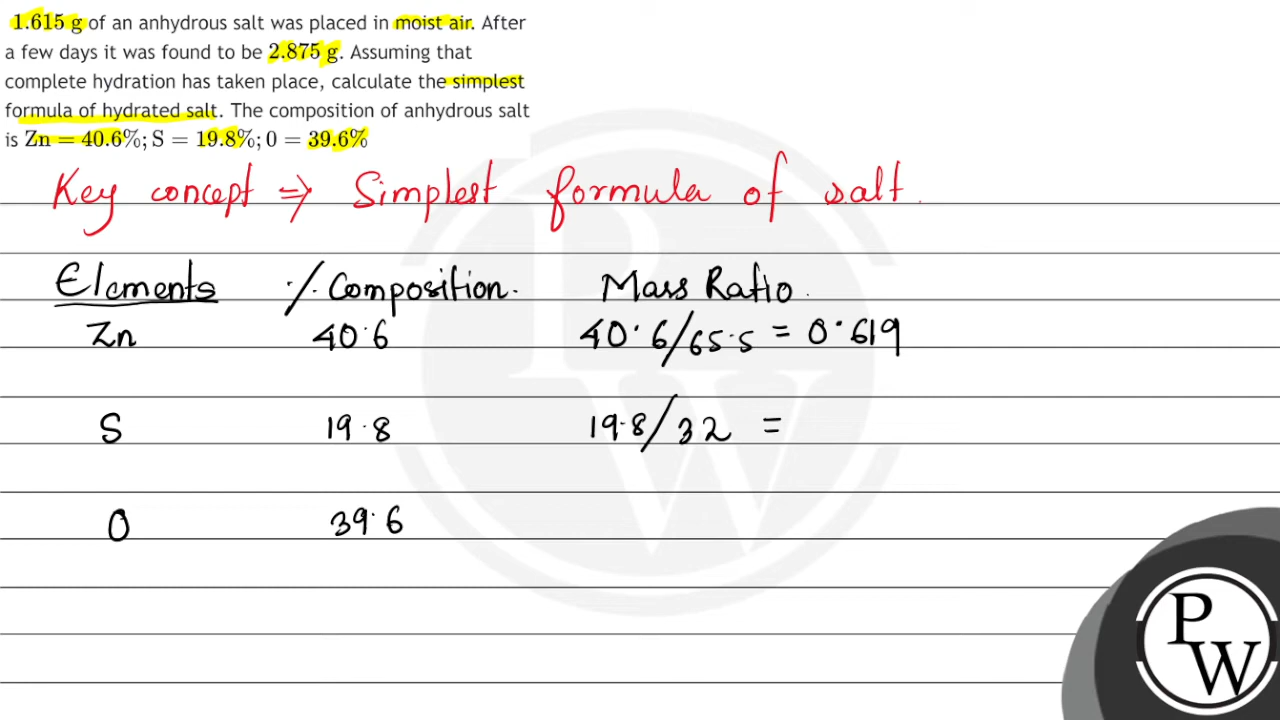 1.615 g of an anhydrous salt was placed in moist air. After
a few days it was found to be 2.875 g. Assuming that
complete hydration has taken place, calculate the simplest
formula of hydrated salt. The composition of anhydrous salt
is Zn = 40.6%; S = 19.8%; 0 = 39.6%
Key concept ⇒ Simplest formula of salt.
Elements ·/. Composition. Mass Ratio.
Zn 40.6 40.6/65.5 = 0.619
S 19.8 19.8/32 =
O 39.6
PW
PW